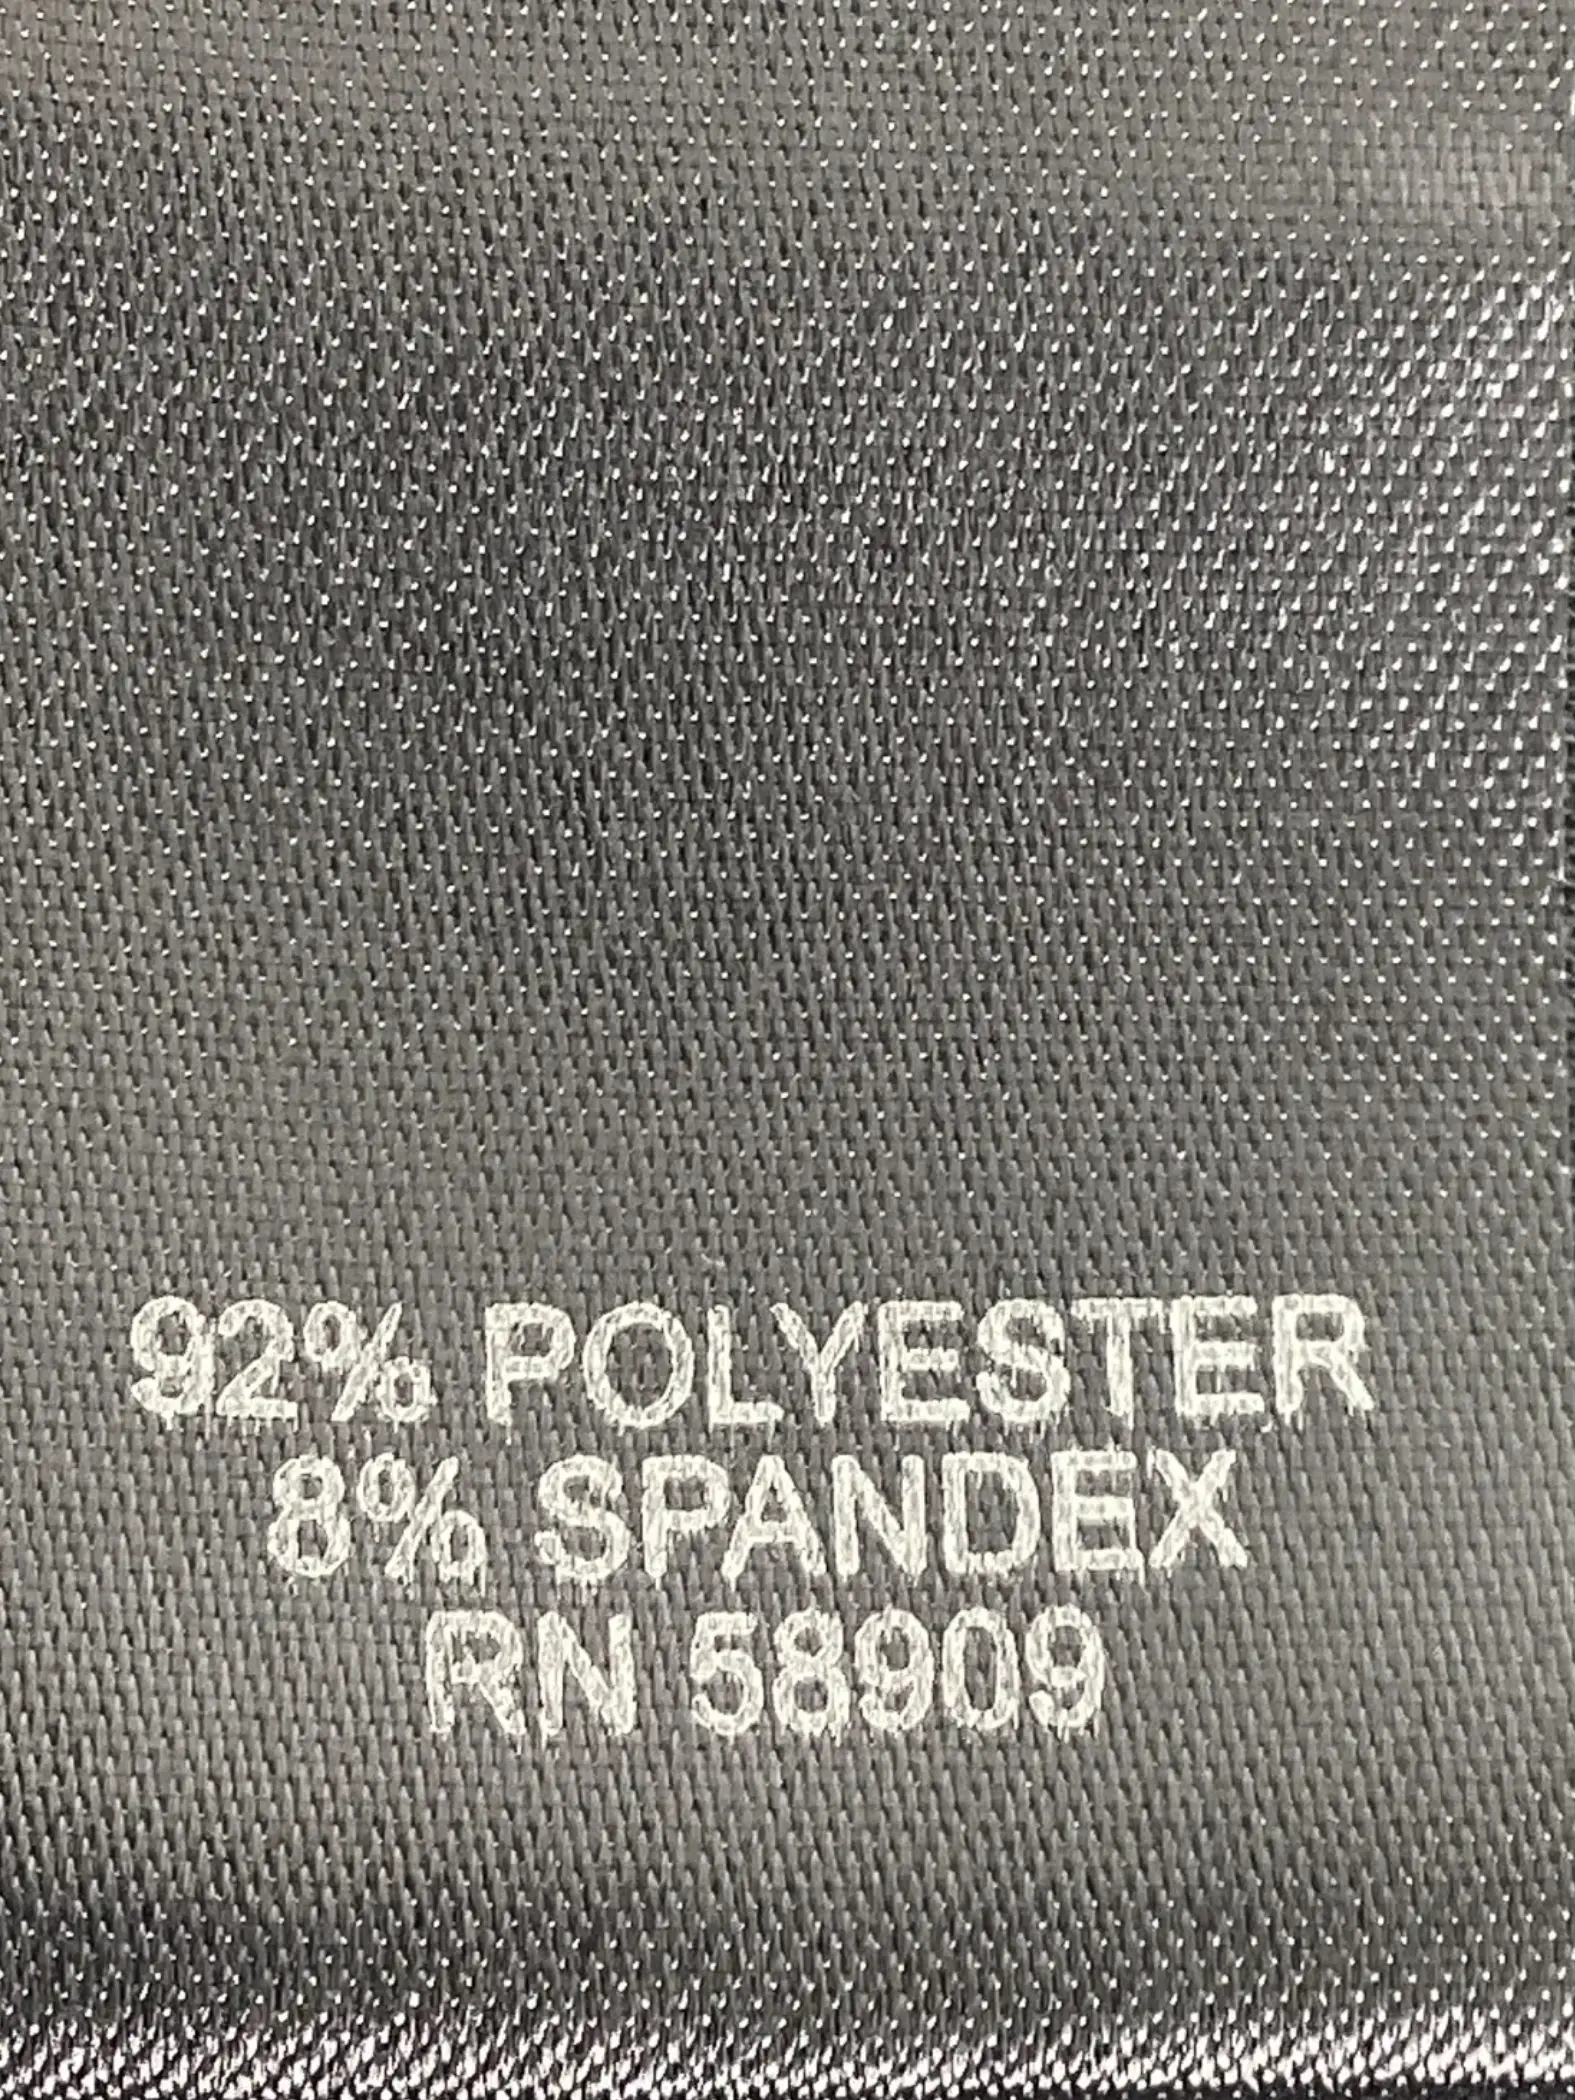 92% POLYESTER
8% SPANDEX
RN 58909